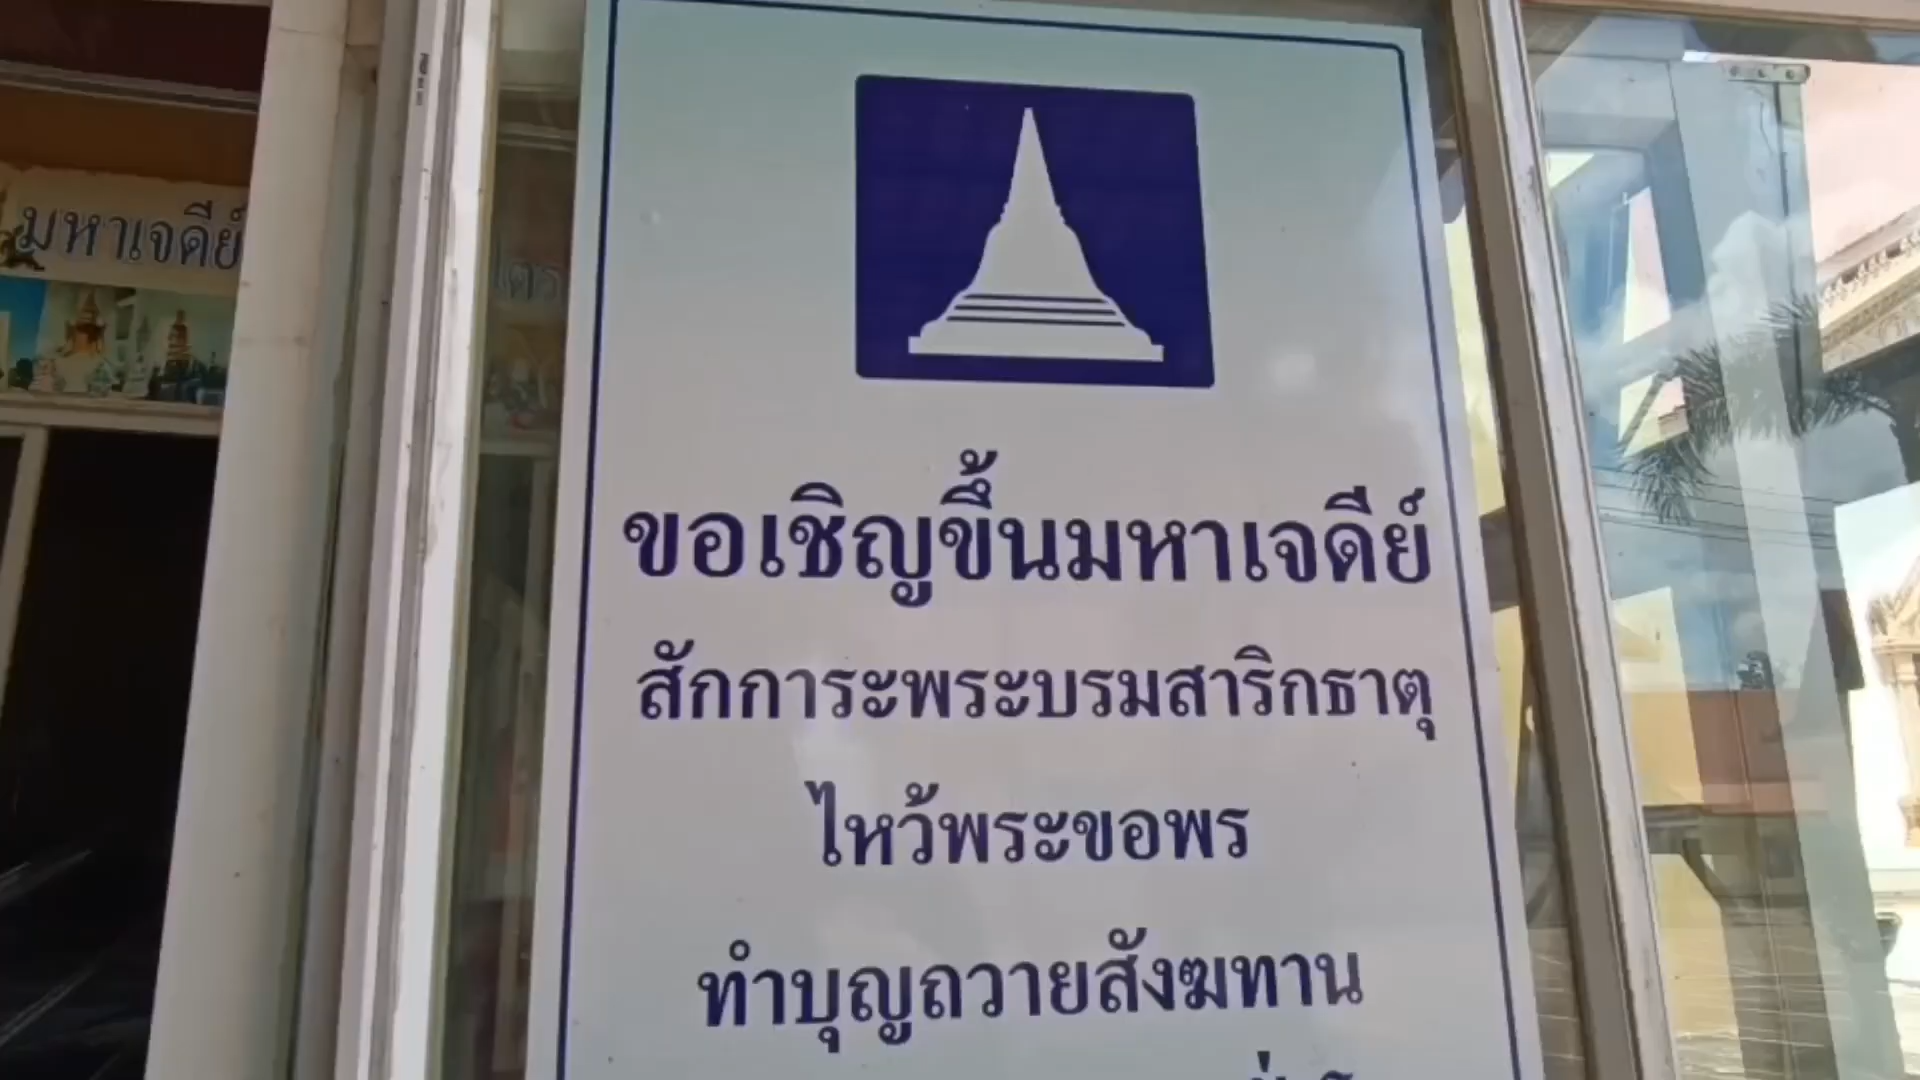 มหาเจดีย์
ขอเชิญขึ้นมหาเจดีย์
สักการะพระบรมสาริกธาตุ
ไหว้พระขอพร
ทำบุญถวายสังฆทาน